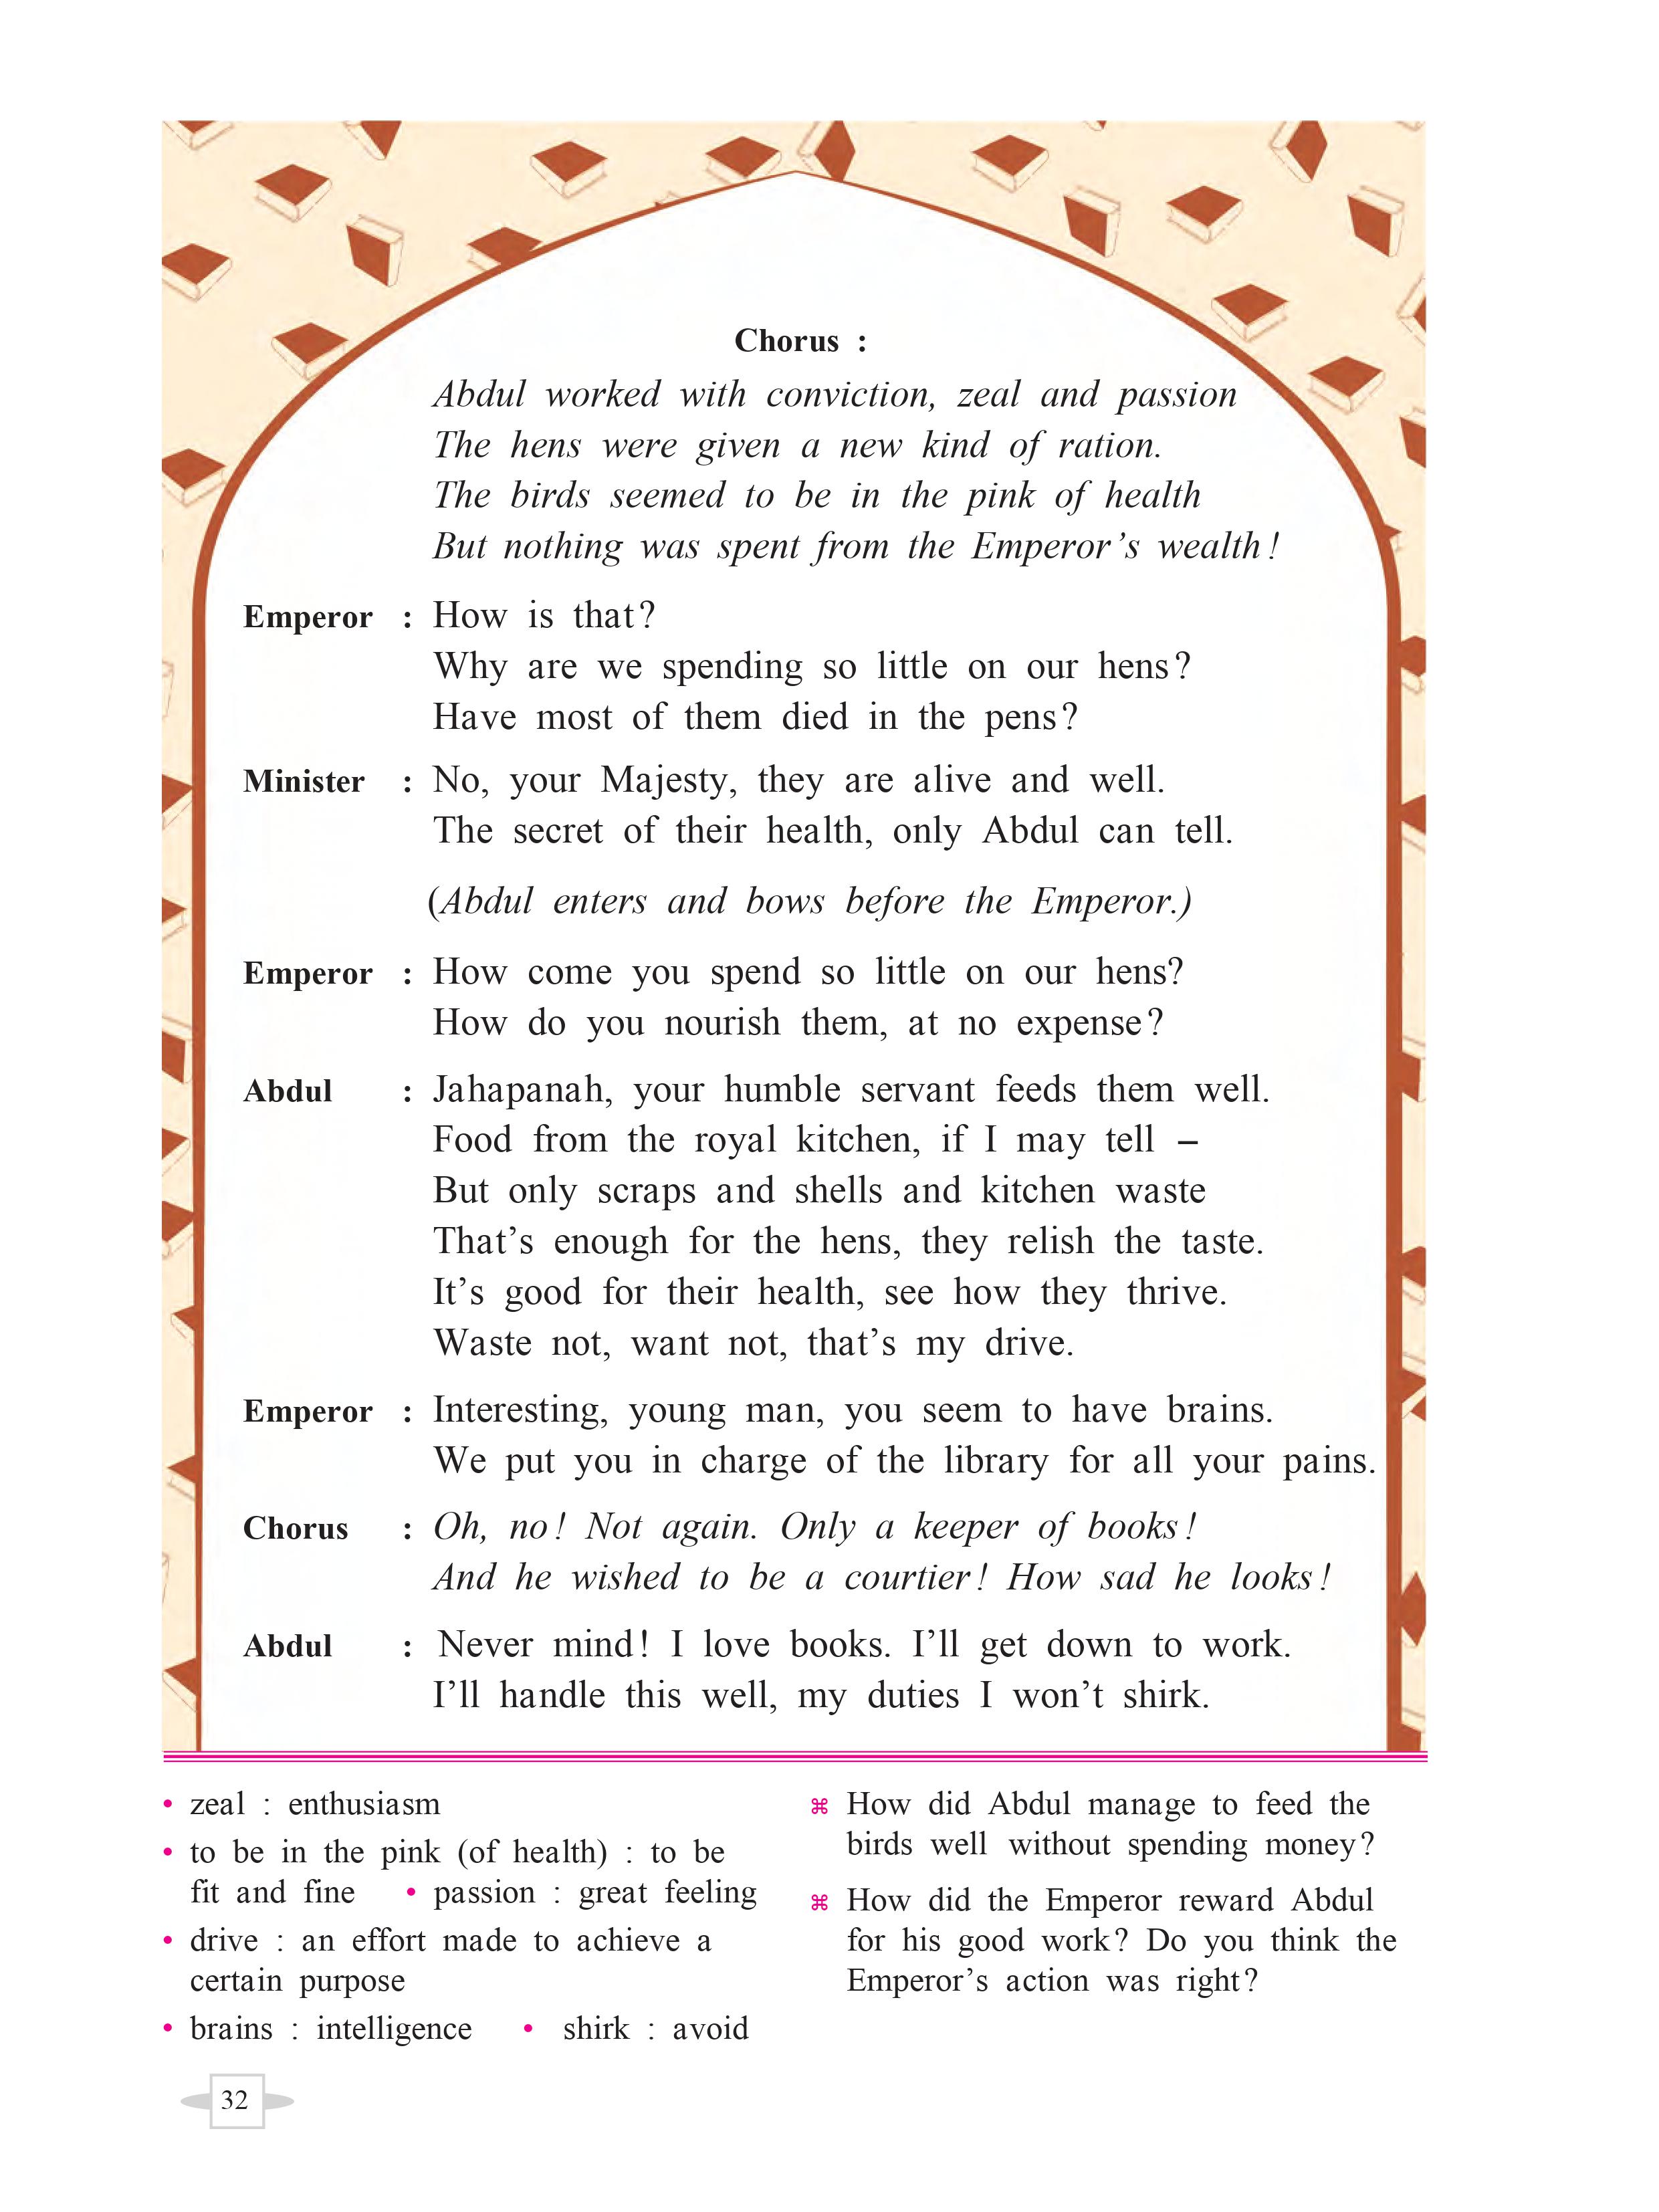 Chorus :
Abdul worked with conviction, zeal and passion
The hens were given a new kind of ration.
The birds seemed to be in the pink of health
But nothing was spent from the Emperor’s wealth!
Emperor : How is that?
Why are we spending so little on our hens?
Have most of them died in the pens?
Minister : No, your Majesty, they are alive and well.
The secret of their health, only Abdul can tell.
(Abdul enters and bows before the Emperor.)
Emperor : How come you spend so little on our hens?
How do you nourish them, at no expense?
Abdul : Jahapanah, your humble servant feeds them well.
Food from the royal kitchen, if I may tell –
But only scraps and shells and kitchen waste
That’s enough for the hens, they relish the taste.
It’s good for their health, see how they thrive.
Waste not, want not, that’s my drive.
Emperor : Interesting, young man, you seem to have brains.
We put you in charge of the library for all your pains.
Chorus : Oh, no! Not again. Only a keeper of books!
And he wished to be a courtier! How sad he looks!
Abdul : Never mind! I love books. I’ll get down to work.
I’ll handle this well, my duties I won’t shirk.
• zeal : enthusiasm
• to be in the pink (of health) : to be
fit and fine • passion : great feeling
• drive : an effort made to achieve a
certain purpose
• brains : intelligence • shirk : avoid
⌘ How did Abdul manage to feed the
birds well without spending money?
⌘ How did the Emperor reward Abdul
for his good work? Do you think the
Emperor’s action was right?
32